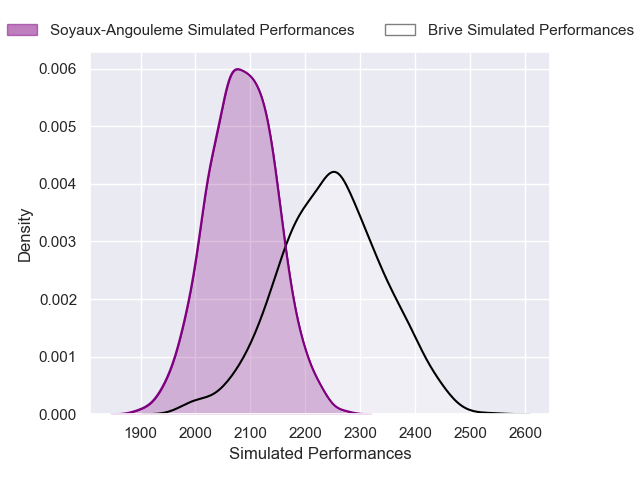 Soyaux-Angouleme Simulated Performances
Brive Simulated Performances
0.006
0.005
0.004
0.003
0.002
0.001
0.000
Density
1900 2000 2100 2200 2300 2400 2500 2600
Simulated Performances